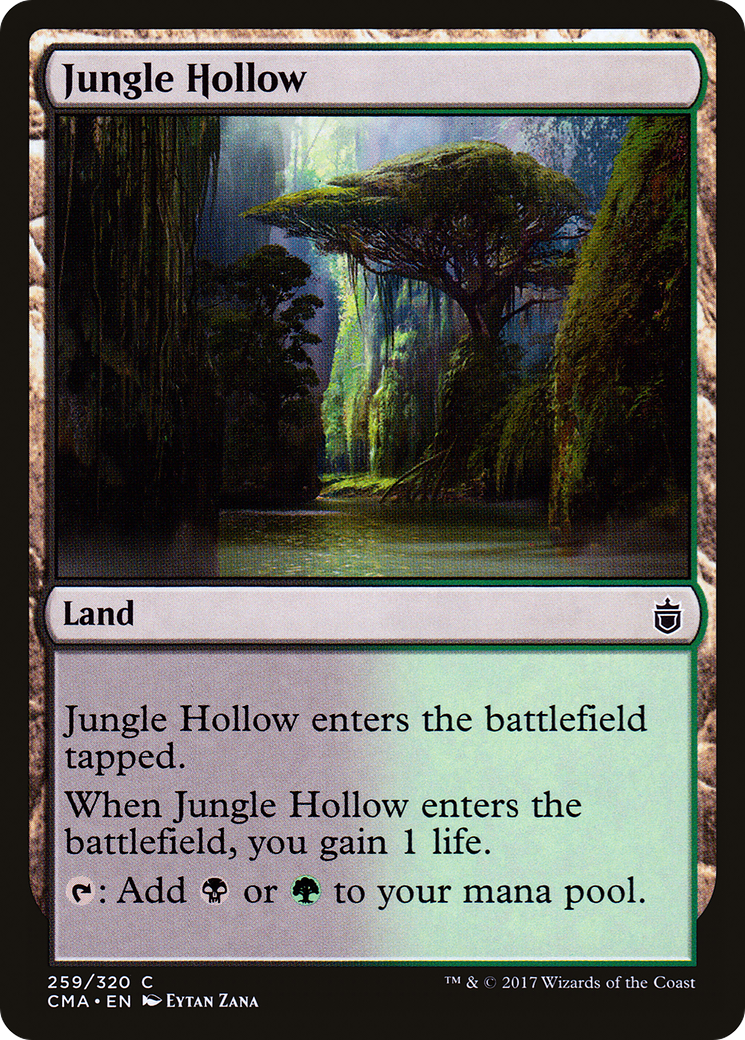 Jungle Hollow
Land
Jungle Hollow enters the battlefield
tapped.
When Jungle Hollow enters the
battlefield, you gain 1 life.
: Add or to your mana pool.
259/320 C
CMA • EN Eytan Zana
™ & © 2017 Wizards of the Coast